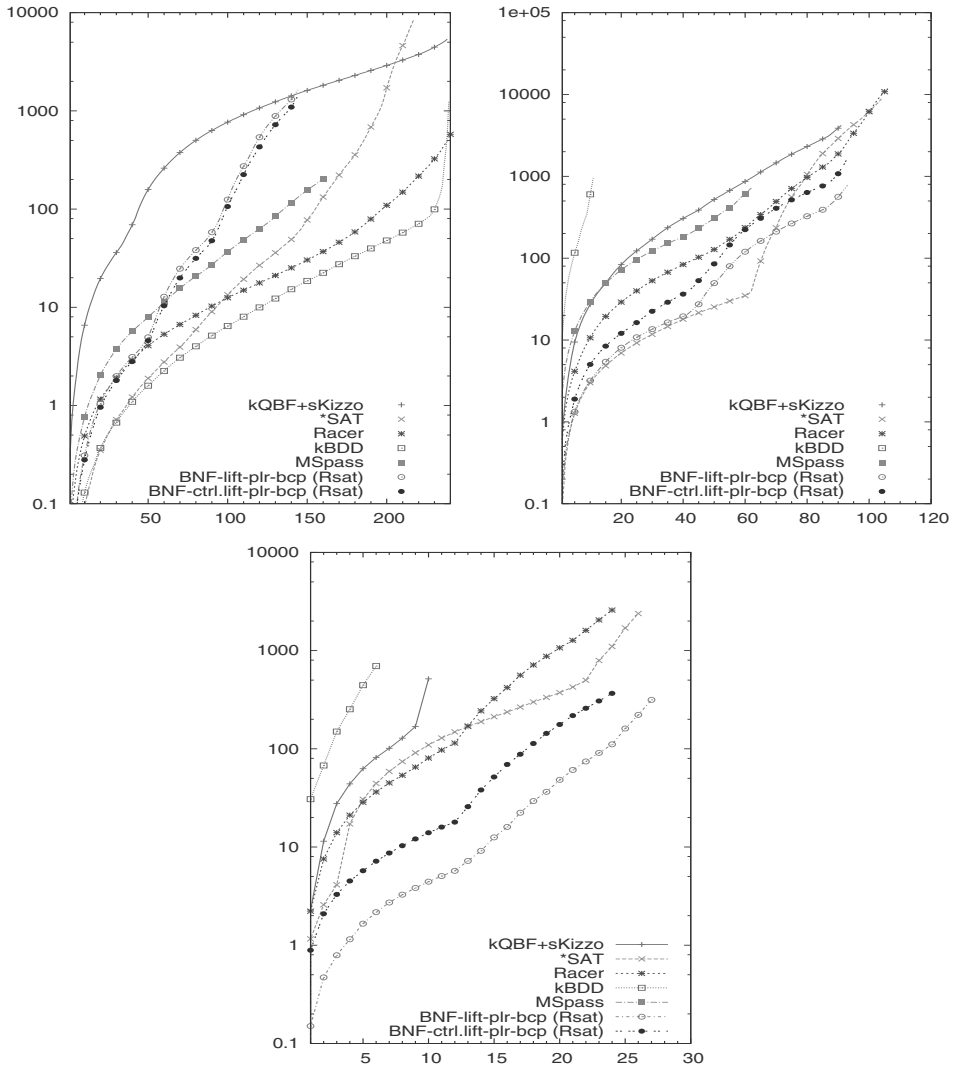 10000
1000
100
10
1
0.1
50
100
150
200
kQBF+sKizzo
*SAT
Racer
kBDD
MSpass
BNF-lift-plr-bcp (Rsat)
BNF-ctrl.lift-plr-bcp (Rsat)
1e+05
10000
1000
100
10
1
0.1
20
40
60
80
100
120
kQBF+sKizzo
*SAT
Racer
kBDD
MSpass
BNF-lift-plr-bcp (Rsat)
BNF-ctrl.lift-plr-bcp (Rsat)
10000
1000
100
10
1
0.1
5
10
15
20
25
30
kQBF+sKizzo
*SAT
Racer
kBDD
MSpass
BNF-lift-plr-bcp (Rsat)
BNF-ctrl.lift-plr-bcp (Rsat)